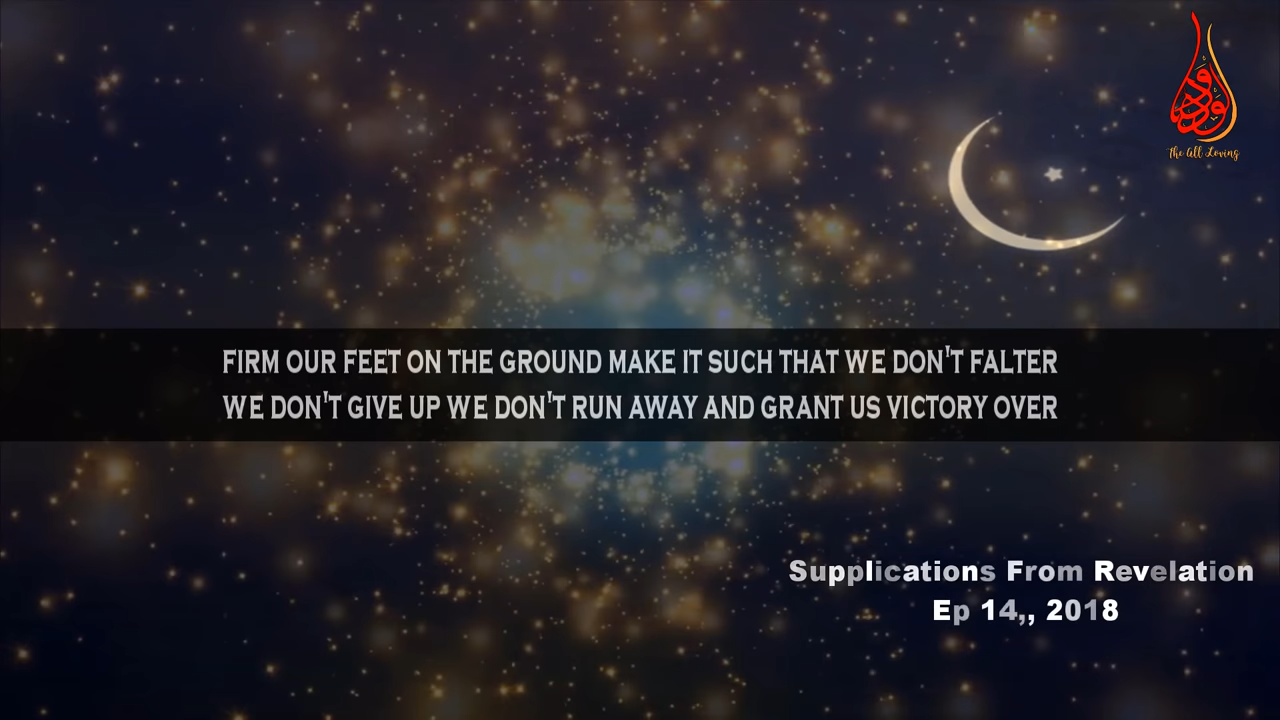 الودود
The All Loving
FIRM OUR FEET ON THE GROUND MAKE IT SUCH THAT WE DON'T FALTER
WE DON'T GIVE UP WE DON'T RUN AWAY AND GRANT US VICTORY OVER
Supplications From Revelation
Ep 14,, 2018